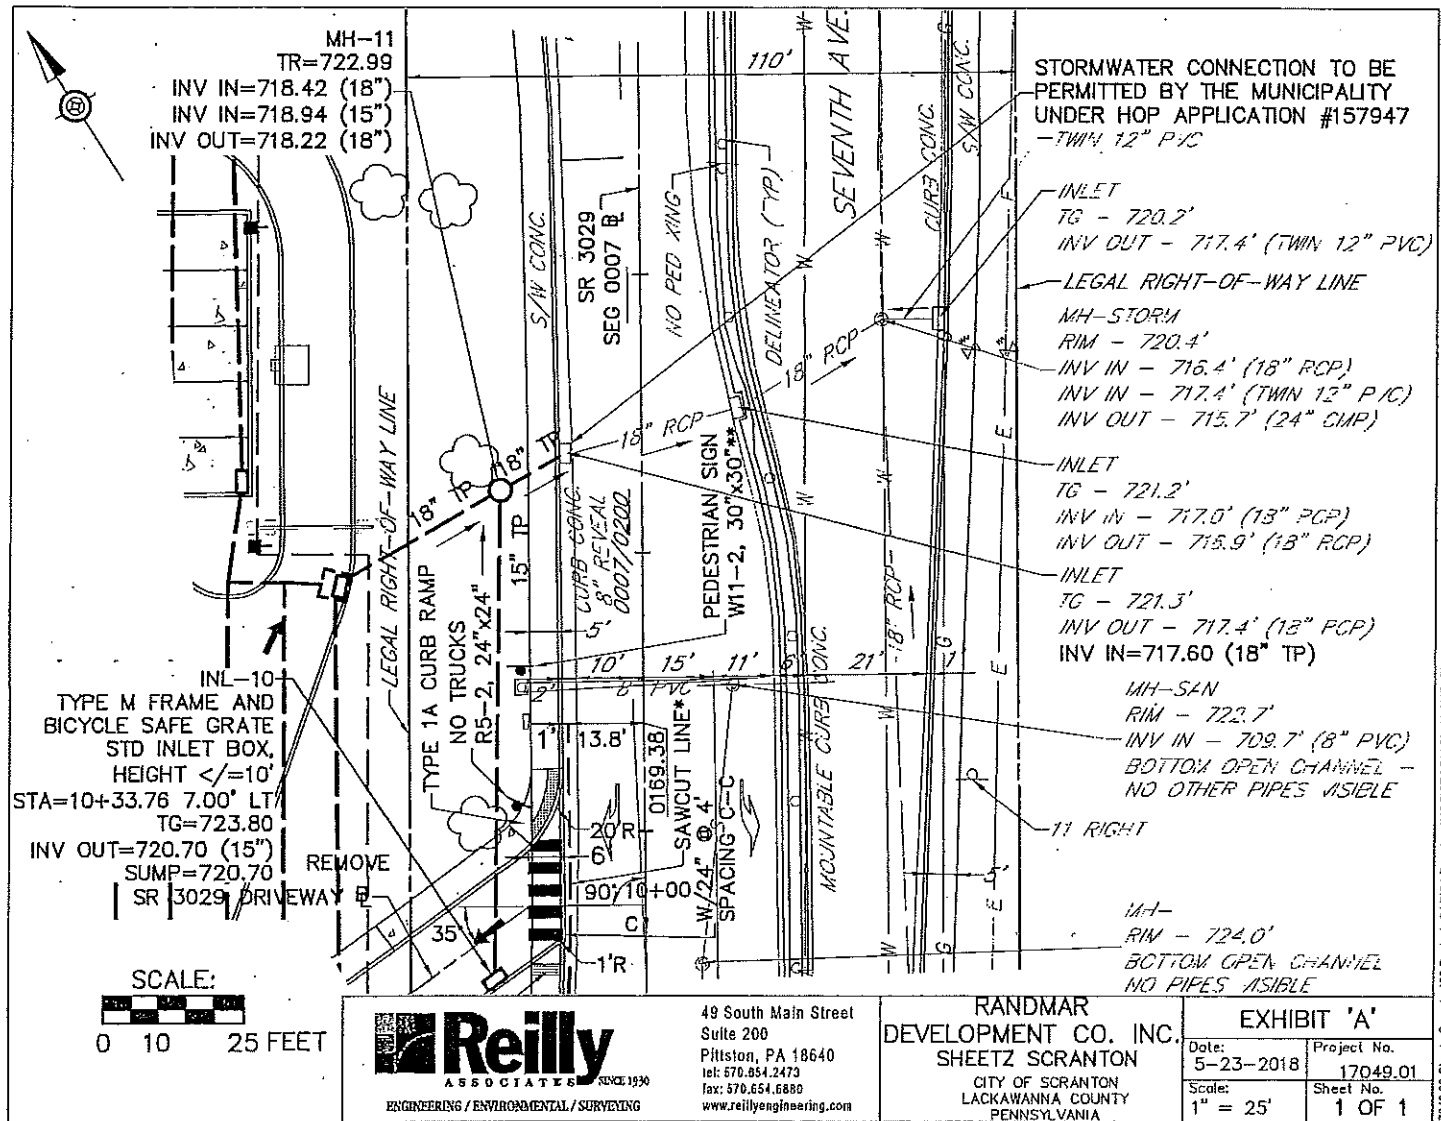 MH-11
TR=722.99
INV IN=718.42 (18")
INV IN=718.94 (15")
INV OUT=718.22 (18")
110'
SEVENTH AVE.
CURB CONC.
S/W CONC.
STORMWATER CONNECTION TO BE
PERMITTED BY THE MUNICIPALITY
UNDER HOP APPLICATION #157947
TWIN 12" PVC
INLET
TG - 720.2'
INV OUT - 717.4' (TWIN 12" PVC)
LEGAL RIGHT-OF-WAY LINE
MH-STORM
RIM - 720.4'
INV IN - 716.4' (18" RCP)
INV IN - 717.4' (TWIN 12" PVC)
INV OUT - 715.7' (24" CMP)
INLET
TG - 721.2'
INV IN - 717.0' (18" RCP)
INV OUT - 716.9' (18" RCP)
INLET
TG - 721.3'
INV OUT - 717.4' (18" RCP)
INV IN=717.60 (18" TP)
MH-SAN
RIM - 722.7'
INV IN - 709.7' (8" PVC)
BOTTOM OPEN CHANNEL -
NO OTHER PIPES VISIBLE
11 RIGHT
MH-
RIM - 724.0'
BOTTOM OPEN CHANNEL
NO PIPES VISIBLE
S/W CONC.
SR 3029
SEG 0007 BL
NO PED XING
DELINEATOR (TYP)
18" RCP
18" RCP
18" RCP
LEGAL RIGHT-OF-WAY LINE
18" TP
18" TP
15" TP
CURB CONC.
8" REVEAL
0007/0200
PEDESTRIAN SIGN
W11-2, 30"x30"**
TYPE 1A CURB RAMP
NO TRUCKS
R5-2, 24"x24"
5'
10'
15'
11'
6'
21'
1'
2'
8" PVC
1'
13.8'
0169.38
SAWCUT LINE*
W/24" @ 4'
SPACING C-C
MOUNTABLE CURB CONC.
20'R
6'
90°
10+00
C
1'R
35'
5'
INL-10
TYPE M FRAME AND
BICYCLE SAFE GRATE
STD INLET BOX,
HEIGHT </=10'
STA=10+33.76 7.00' LT
TG=723.80
INV OUT=720.70 (15")
SUMP=720.70
REMOVE
SR 3029 DRIVEWAY BL
W
G
E
SCALE:
0 10 25 FEET
Reilly
ASSOCIATES SINCE 1930
ENGINEERING / ENVIRONMENTAL / SURVEYING
49 South Main Street
Suite 200
Pittston, PA 18640
tel: 570.654.2473
fax: 570.654.6880
www.reillyengineering.com
RANDMAR
DEVELOPMENT CO. INC.
SHEETZ SCRANTON
CITY OF SCRANTON
LACKAWANNA COUNTY
PENNSYLVANIA
EXHIBIT 'A'
Date:
5-23-2018
Project No.
17049.01
Scale:
1" = 25'
Sheet No.
1 OF 1